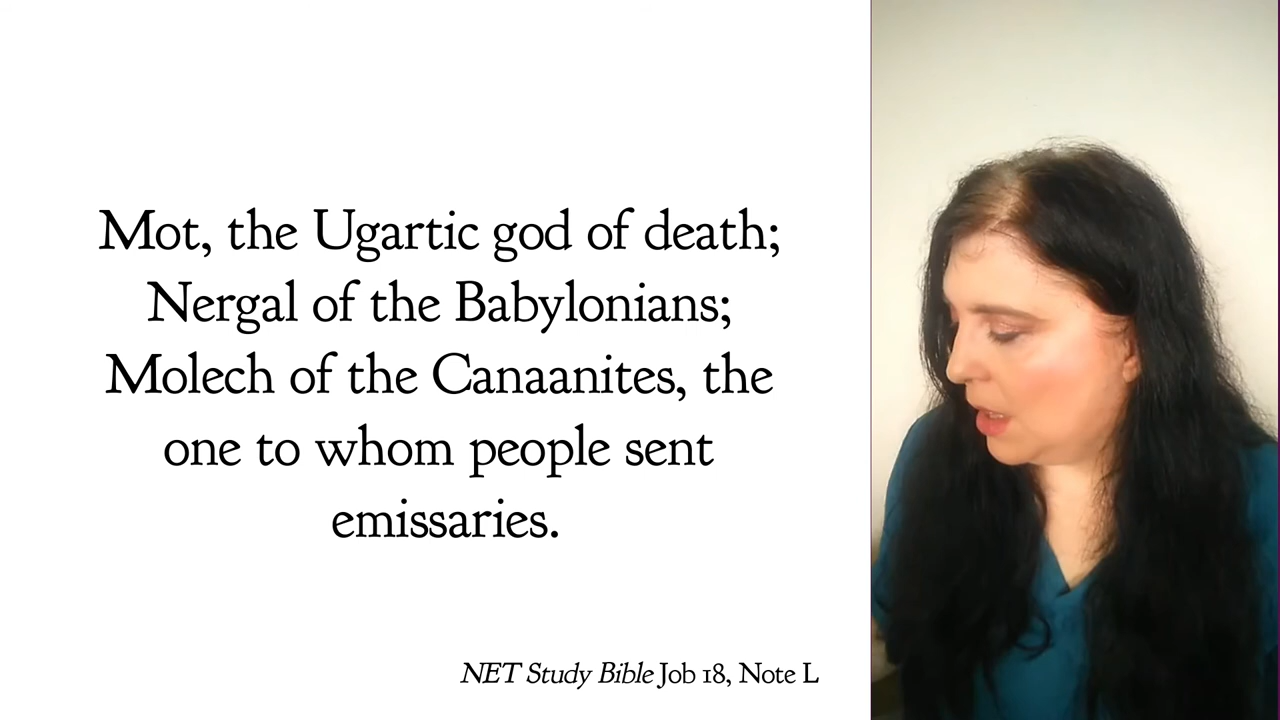 Mot, the Ugartic god of death;
Nergal of the Babylonians;
Molech of the Canaanites, the
one to whom people sent
emissaries.
NET Study Bible Job 18, Note L